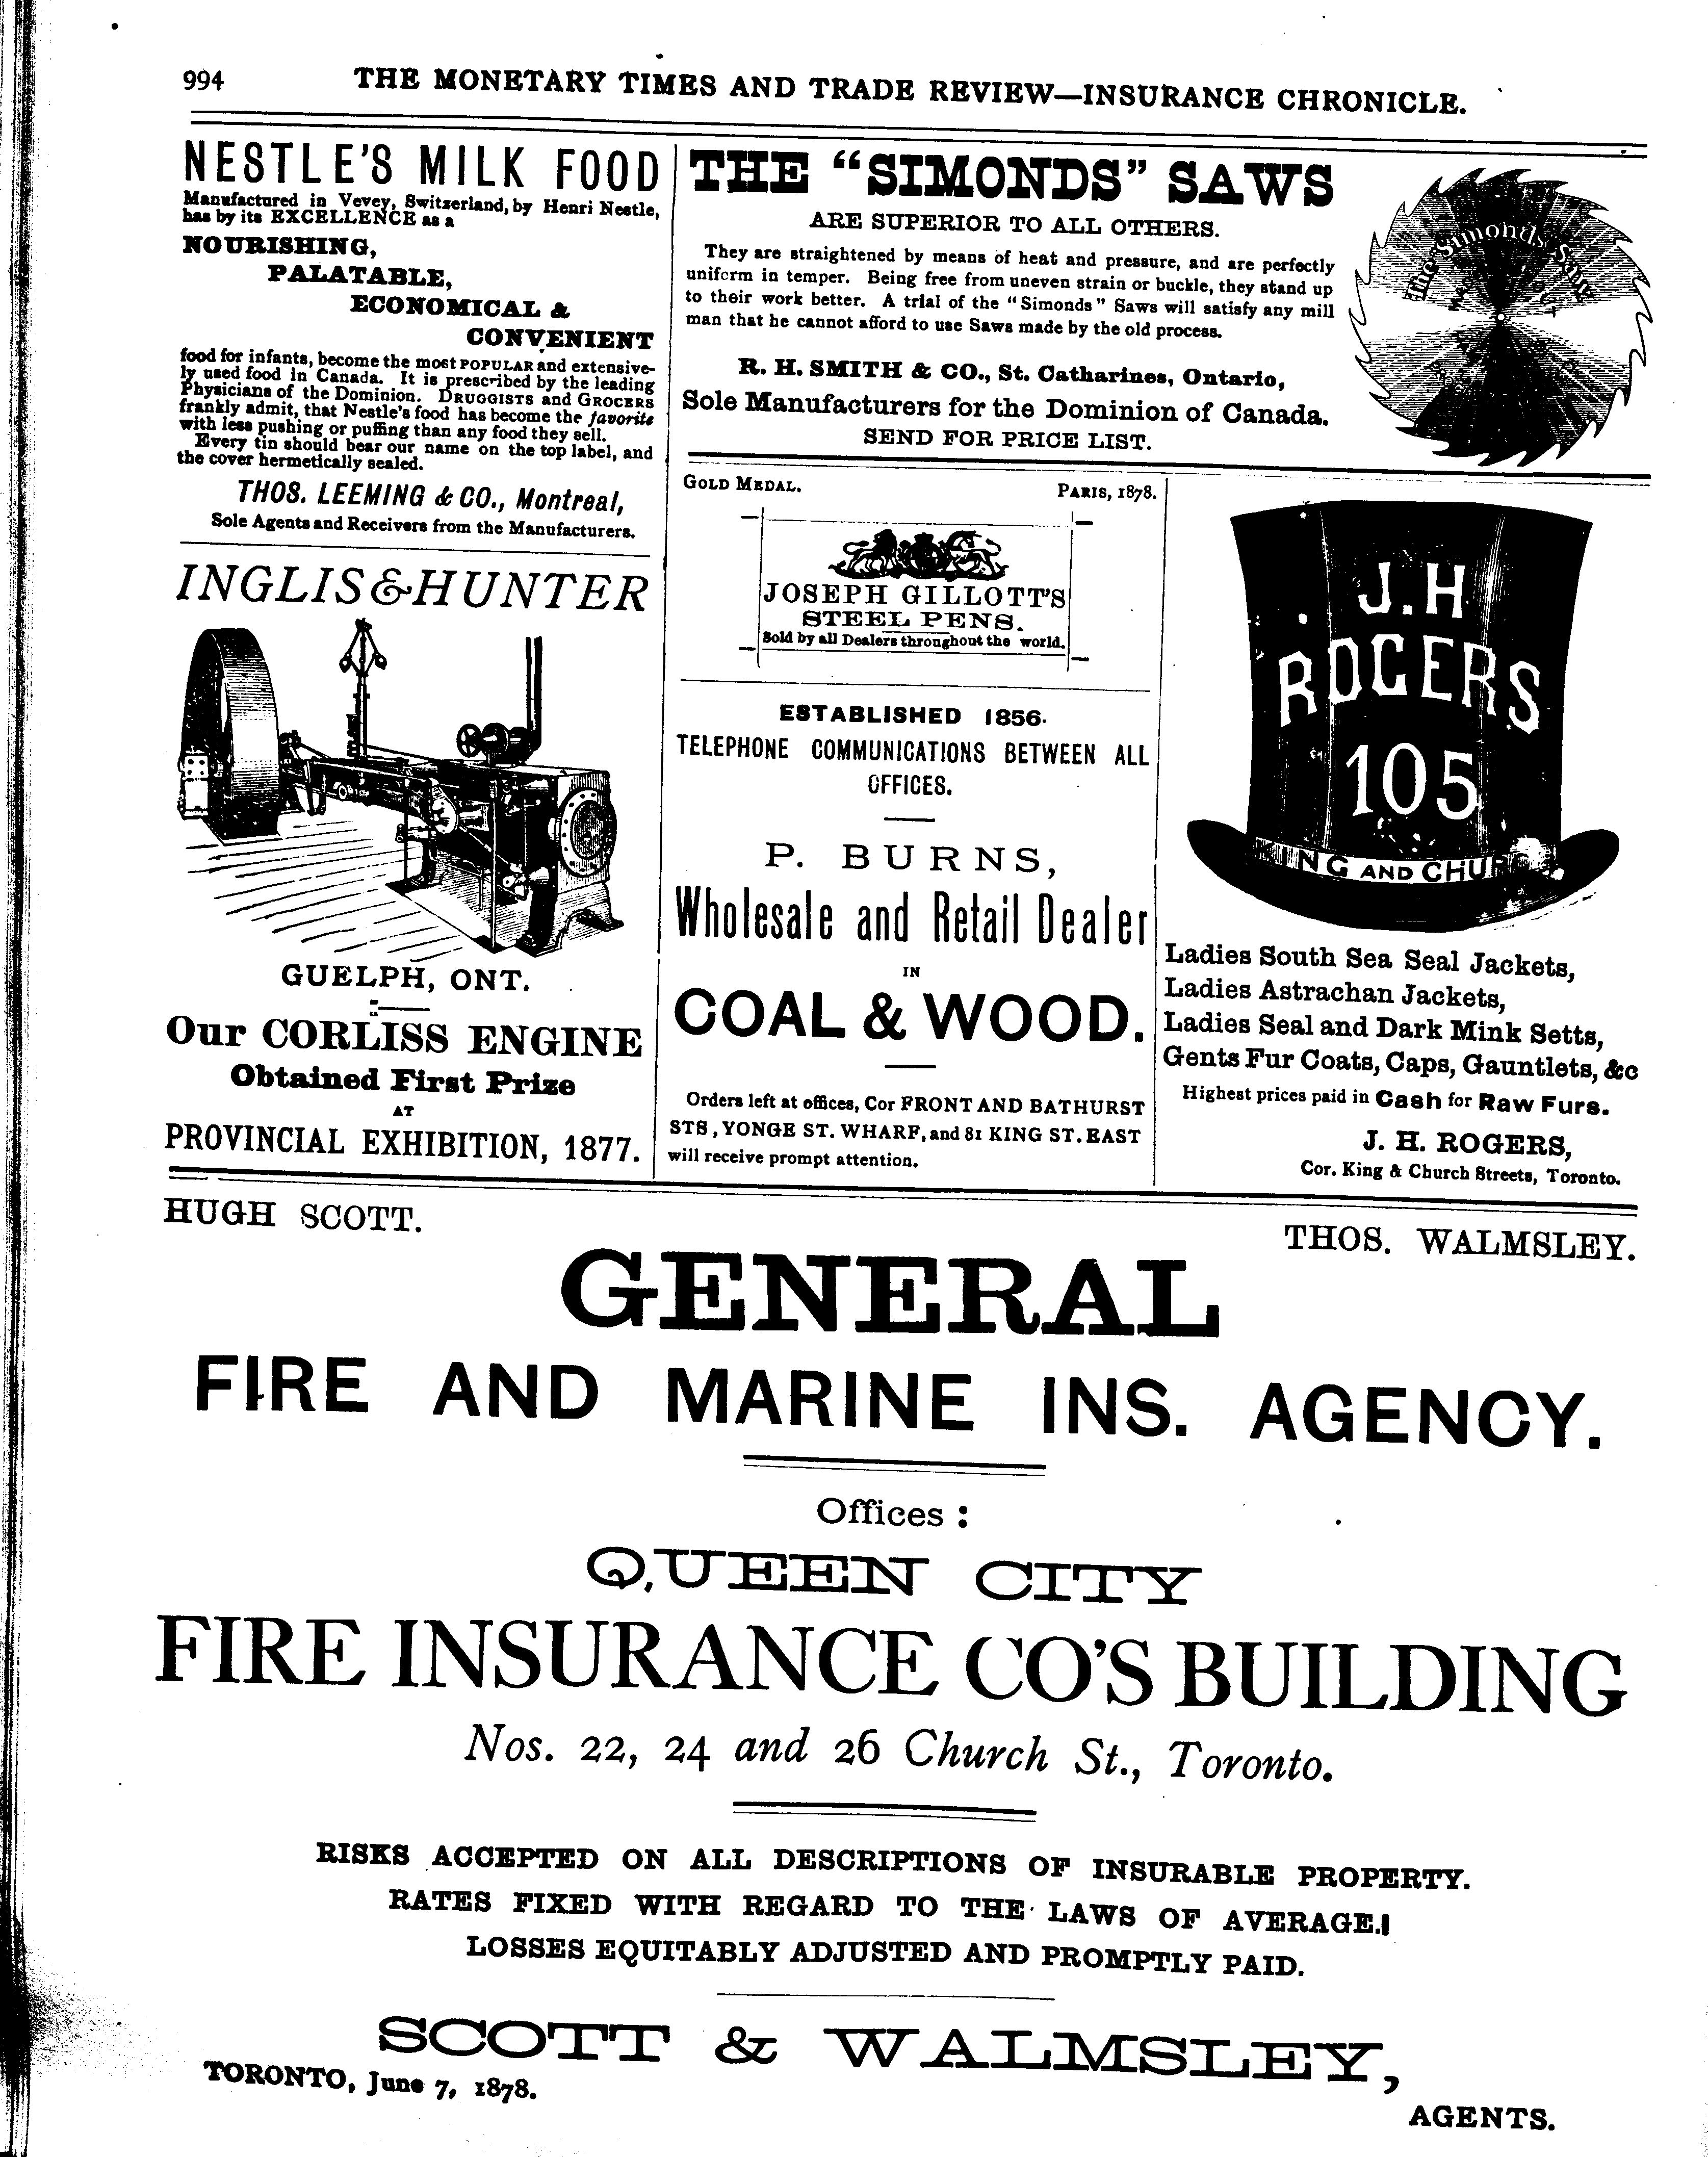 994 THE MONETARY TIMES AND TRADE REVIEW—INSURANCE CHRONICLE.
NESTLE'S MILK FOOD
Manufactured in Vevey, Switzerland, by Henri Nestle,
has by its EXCELLENCE as a
NOURISHING,
PALATABLE,
ECONOMICAL &
CONVENIENT
food for infants, become the most POPULAR and extensive-
ly used food in Canada. It is prescribed by the leading
Physicians of the Dominion. DRUGGISTS and GROCERS
frankly admit, that Nestle's food has become the favorite
with less pushing or puffing than any food they sell.
Every tin should bear our name on the top label, and
the cover hermetically sealed.
THOS. LEEMING & CO., Montreal,
Sole Agents and Receivers from the Manufacturers.
INGLIS & HUNTER
GUELPH, ONT.
Our CORLISS ENGINE
Obtained First Prize
AT
PROVINCIAL EXHIBITION, 1877.
THE "SIMONDS" SAWS
ARE SUPERIOR TO ALL OTHERS.
They are straightened by means of heat and pressure, and are perfectly
uniform in temper. Being free from uneven strain or buckle, they stand up
to their work better. A trial of the "Simonds" Saws will satisfy any mill
man that he cannot afford to use Saws made by the old process.
R. H. SMITH & CO., St. Catharines, Ontario,
Sole Manufacturers for the Dominion of Canada.
SEND FOR PRICE LIST.
The Simonds Saw
GOLD MEDAL. PARIS, 1878.
JOSEPH GILLOTT'S
STEEL PENS.
Sold by all Dealers throughout the world.
ESTABLISHED 1856.
TELEPHONE COMMUNICATIONS BETWEEN ALL
OFFICES.
P. BURNS,
Wholesale and Retail Dealer
IN
COAL & WOOD.
Orders left at offices, Cor FRONT AND BATHURST
STS, YONGE ST. WHARF, and 81 KING ST. EAST
will receive prompt attention.
J. H
ROGERS
105
KING AND CHURCH
Ladies South Sea Seal Jackets,
Ladies Astrachan Jackets,
Ladies Seal and Dark Mink Setts,
Gents Fur Coats, Caps, Gauntlets, &c
Highest prices paid in Cash for Raw Furs.
J. H. ROGERS,
Cor. King & Church Streets, Toronto.
HUGH SCOTT. THOS. WALMSLEY.
GENERAL
FIRE AND MARINE INS. AGENCY.
Offices:
QUEEN CITY
FIRE INSURANCE CO'S BUILDING
Nos. 22, 24 and 26 Church St., Toronto.
RISKS ACCEPTED ON ALL DESCRIPTIONS OF INSURABLE PROPERTY.
RATES FIXED WITH REGARD TO THE LAWS OF AVERAGE.
LOSSES EQUITABLY ADJUSTED AND PROMPTLY PAID.
SCOTT & WALMSLEY,
TORONTO, June 7, 1878.
AGENTS.